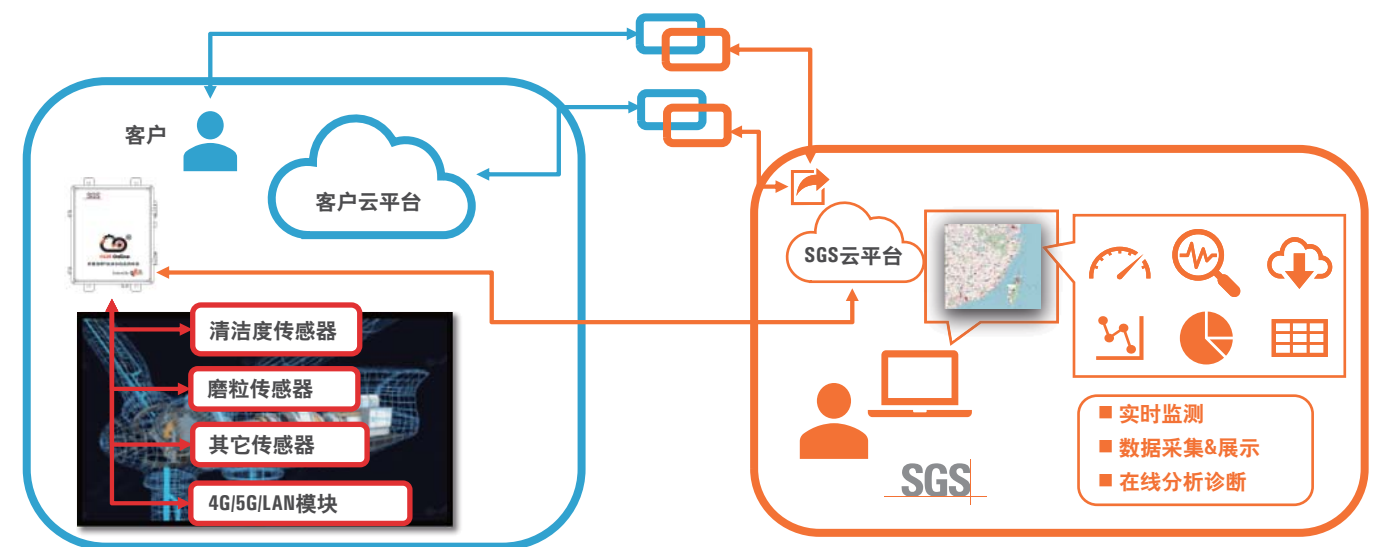 客户
客户云平台
SGS
清洁度传感器
磨粒传感器
其它传感器
4G/5G/LAN模块
SGS云平台
实时监测
数据采集&展示
在线分析诊断
SGS